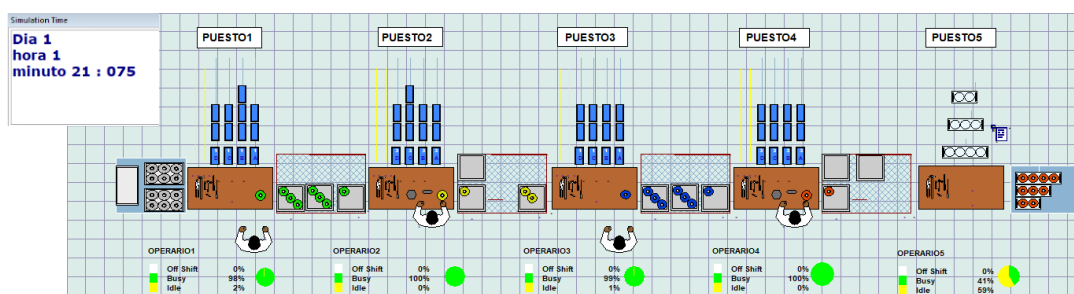 Simulation Time
Dia 1
hora 1
minuto 21 : 075
PUESTO1
PUESTO2
PUESTO3
PUESTO4
PUESTO5
OPERARIO1
Off Shift 0%
Busy 98%
Idle 2%
OPERARIO2
Off Shift 0%
Busy 100%
Idle 0%
OPERARIO3
Off Shift 0%
Busy 99%
Idle 1%
OPERARIO4
Off Shift 0%
Busy 100%
Idle 0%
OPERARIO5
Off Shift 0%
Busy 41%
Idle 59%